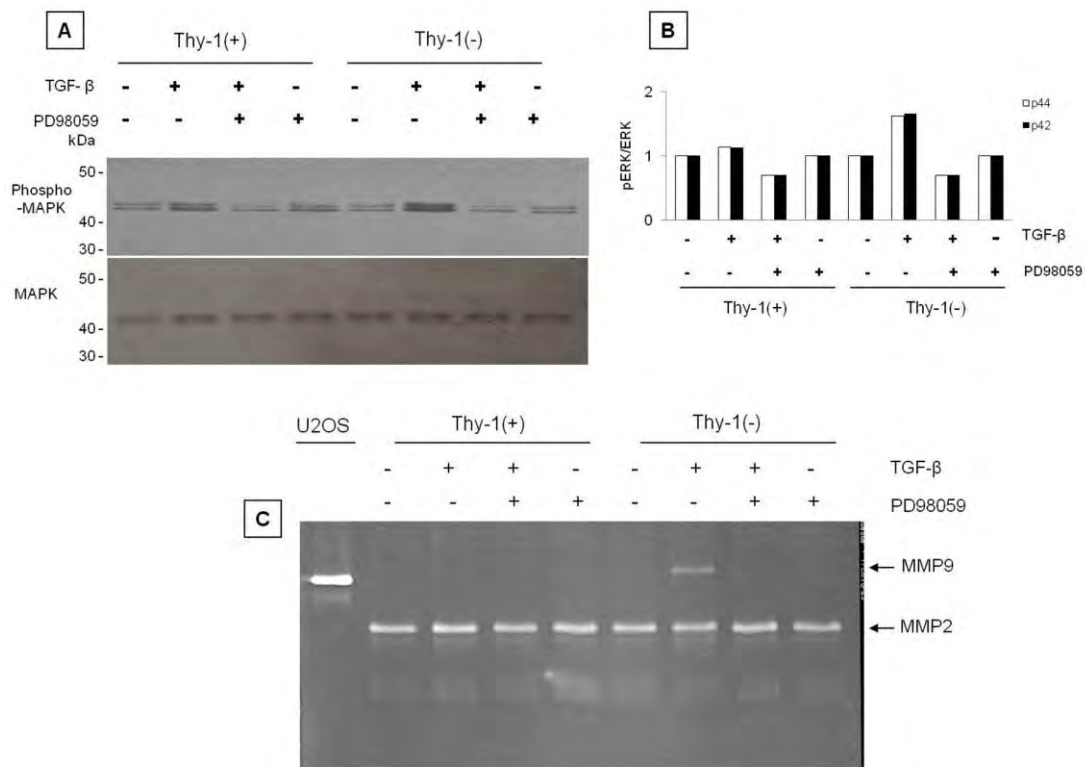 A
Thy-1(+) Thy-1(-)
TGF- β - + + - - + + -
PD98059 - - + + - - + +
kDa
50 -
Phospho
-MAPK
40 -
30 -
50 -
MAPK
40 -
30 -
B
2
1
0
pERK/ERK
p44
p42
- + + - - + + - TGF-β
- - + + - - + + PD98059
Thy-1(+) Thy-1(-)
C
U2OS Thy-1(+) Thy-1(-)
- + + - - + + - TGF-β
- - + + - - + + PD98059
MMP9
MMP2